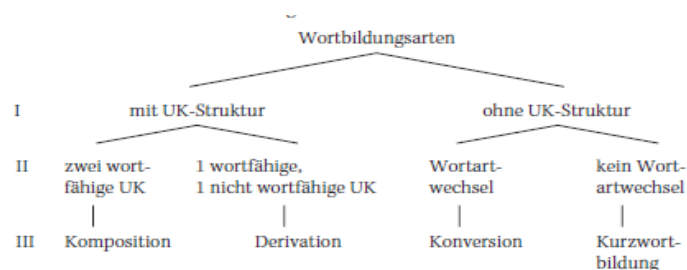 Wortbildungsarten
I mit UK-Struktur ohne UK-Struktur
II zwei wort- 1 wortfähige, Wortart- kein Wort-
fähige UK 1 nicht wortfähige UK wechsel artwechsel
III Komposition Derivation Konversion Kurzwort-
bildung